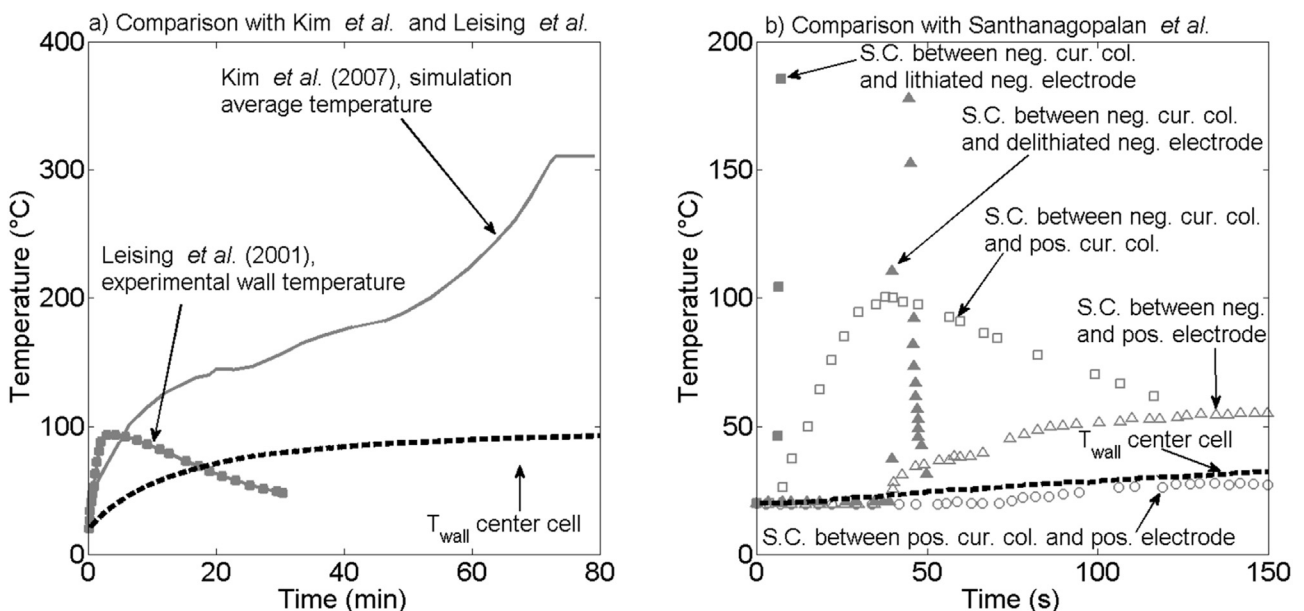 a) Comparison with Kim et al. and Leising et al.
400
300
200
100
0
Temperature (°C)
Kim et al. (2007), simulation
average temperature
Leising et al. (2001),
experimental wall temperature
Twall center cell
0 20 40 60 80
Time (min)
b) Comparison with Santhanagopalan et al.
200
150
100
50
0
Temperature (°C)
S.C. between neg. cur. col.
and lithiated neg. electrode
S.C. between neg. cur. col.
and delithiated neg. electrode
S.C. between neg. cur. col.
and pos. cur. col.
S.C. between neg.
and pos. electrode
Twall center cell
S.C. between pos. cur. col. and pos. electrode
0 50 100 150
Time (s)